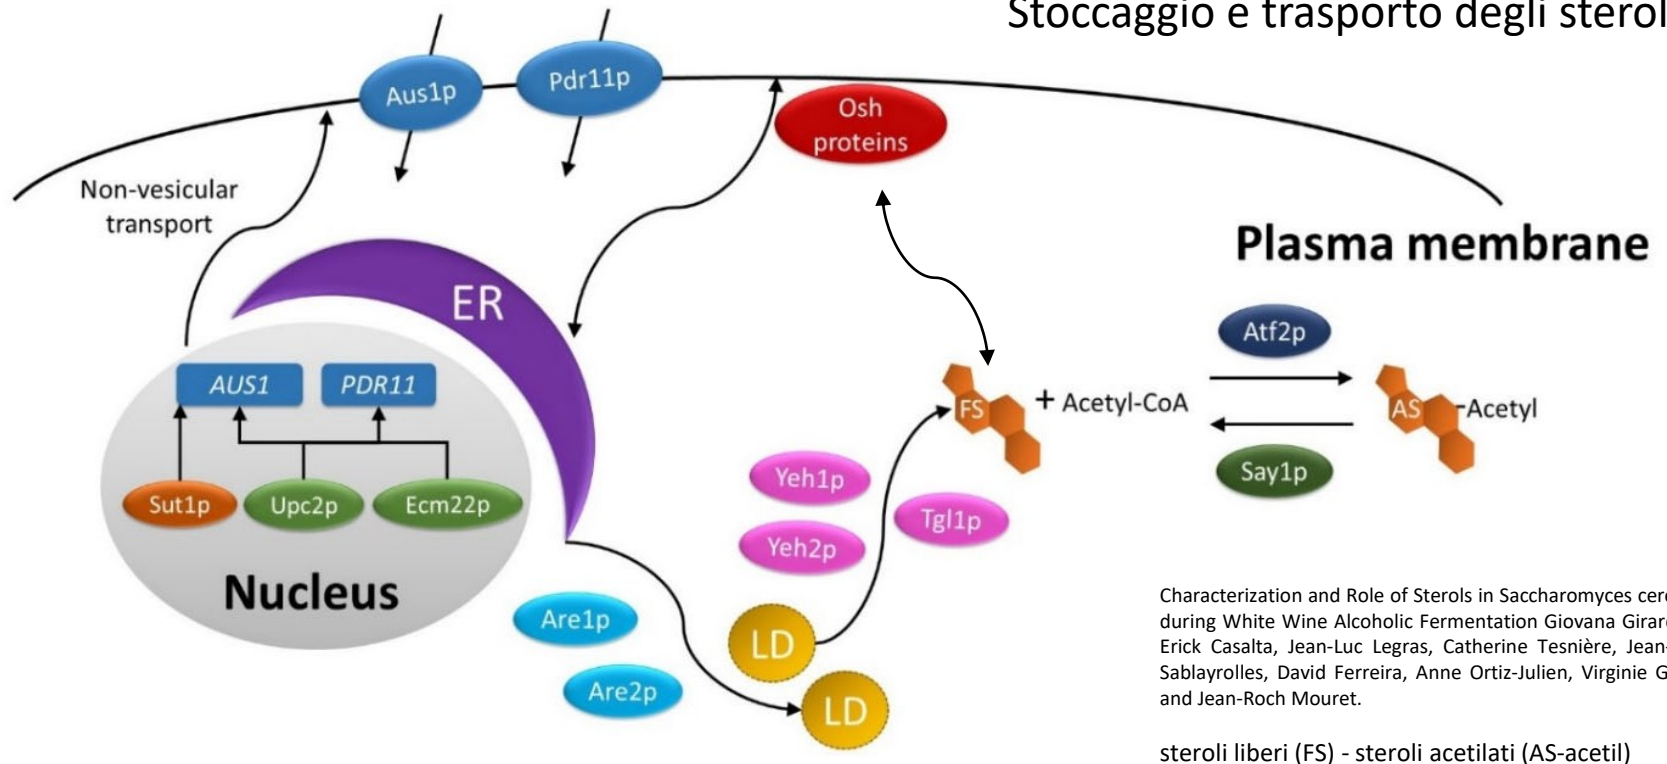 Stoccaggio e trasporto degli sterol
Aus1p
Pdr11p
Osh
proteins
Non-vesicular
transport
Plasma membrane
ER
Atf2p
AUS1
PDR11
FS
+ Acetyl-CoA
AS
-Acetyl
Say1p
Yeh1p
Tgl1p
Yeh2p
Sut1p
Upc2p
Ecm22p
Nucleus
Are1p
LD
Are2p
LD
Characterization and Role of Sterols in Saccharomyces cere
during White Wine Alcoholic Fermentation Giovana Girar
Erick Casalta, Jean-Luc Legras, Catherine Tesnière, Jean-
Sablayrolles, David Ferreira, Anne Ortiz-Julien, Virginie G
and Jean-Roch Mouret.
steroli liberi (FS) - steroli acetilati (AS-acetil)